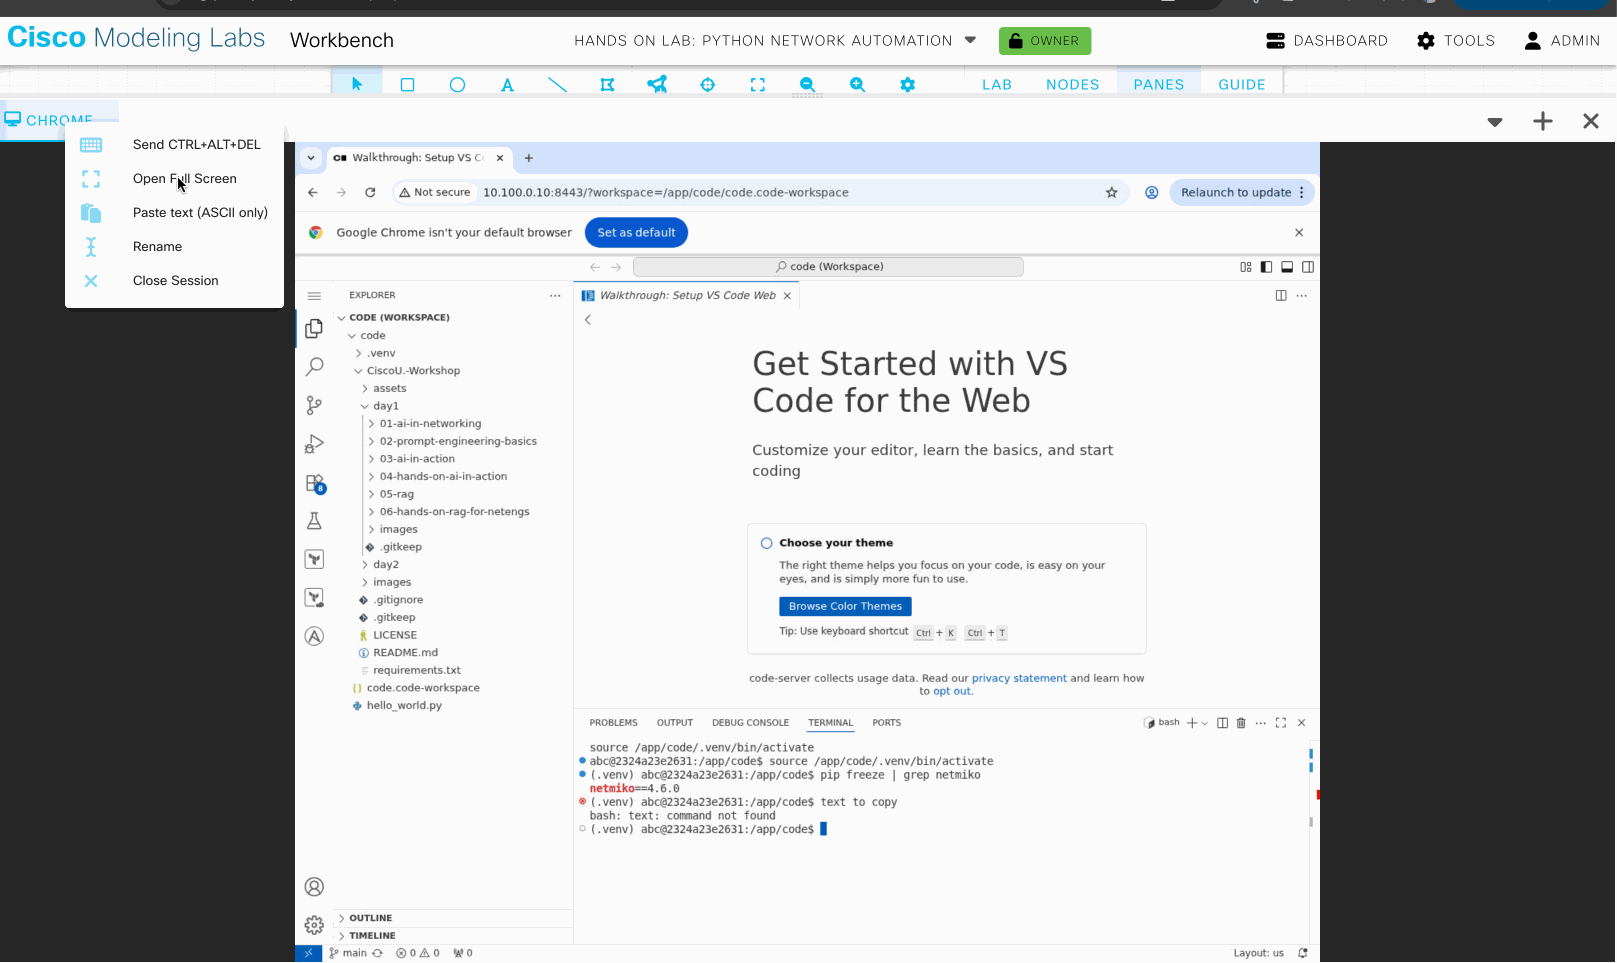 Cisco Modeling Labs Workbench
HANDS ON LAB: PYTHON NETWORK AUTOMATION
OWNER
DASHBOARD
TOOLS
ADMIN
LAB
NODES
PANES
GUIDE
CHROME
Send CTRL+ALT+DEL
Open Full Screen
Paste text (ASCII only)
Rename
Close Session
Walkthrough: Setup VS C
Not secure
10.100.0.10:8443/?workspace=/app/code/code.code-workspace
Relaunch to update
Google Chrome isn't your default browser
Set as default
code (Workspace)
EXPLORER
Walkthrough: Setup VS Code Web
CODE (WORKSPACE)
code
.venv
CiscoU.-Workshop
assets
day1
01-ai-in-networking
02-prompt-engineering-basics
03-ai-in-action
04-hands-on-ai-in-action
05-rag
06-hands-on-rag-for-netengs
images
.gitkeep
day2
images
.gitignore
.gitkeep
LICENSE
README.md
requirements.txt
code.code-workspace
hello_world.py
8
OUTLINE
TIMELINE
Get Started with VS
Code for the Web
Customize your editor, learn the basics, and start
coding
Choose your theme
The right theme helps you focus on your code, is easy on your
eyes, and is simply more fun to use.
Browse Color Themes
Tip: Use keyboard shortcut Ctrl + K Ctrl + T
code-server collects usage data. Read our privacy statement and learn how
to opt out.
PROBLEMS
OUTPUT
DEBUG CONSOLE
TERMINAL
PORTS
bash
source /app/code/.venv/bin/activate
abc@2324a23e2631:/app/code$ source /app/code/.venv/bin/activate
(.venv) abc@2324a23e2631:/app/code$ pip freeze | grep netmiko
netmiko==4.6.0
(.venv) abc@2324a23e2631:/app/code$ text to copy
bash: text: command not found
(.venv) abc@2324a23e2631:/app/code$
main
0
0
0
Layout: us